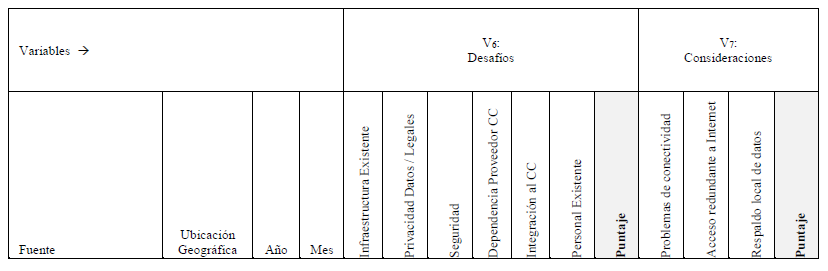 Variables →
V6:
Desafíos
V7:
Consideraciones
Fuente
Ubicación
Geográfica
Año
Mes
Infraestructura Existente
Privacidad Datos / Legales
Seguridad
Dependencia Proveedor CC
Integración al CC
Personal Existente
Puntaje
Problemas de conectividad
Acceso redundante a Internet
Respaldo local de datos
Puntaje